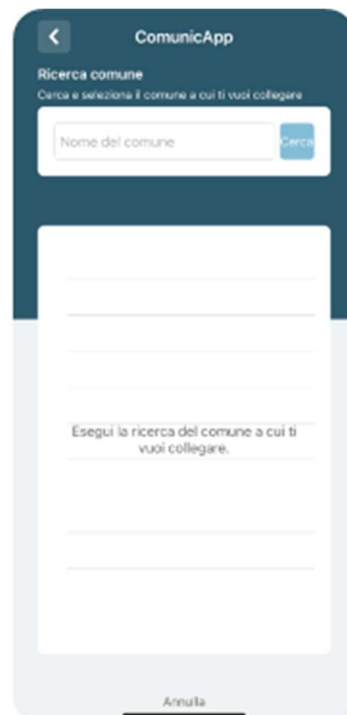 ComunicApp
Ricerca comune
Cerca e seleziona il comune a cui ti vuoi collegare
Nome del comune
Cerca
Esegui la ricerca del comune a cui ti
vuoi collegare.
Annulla